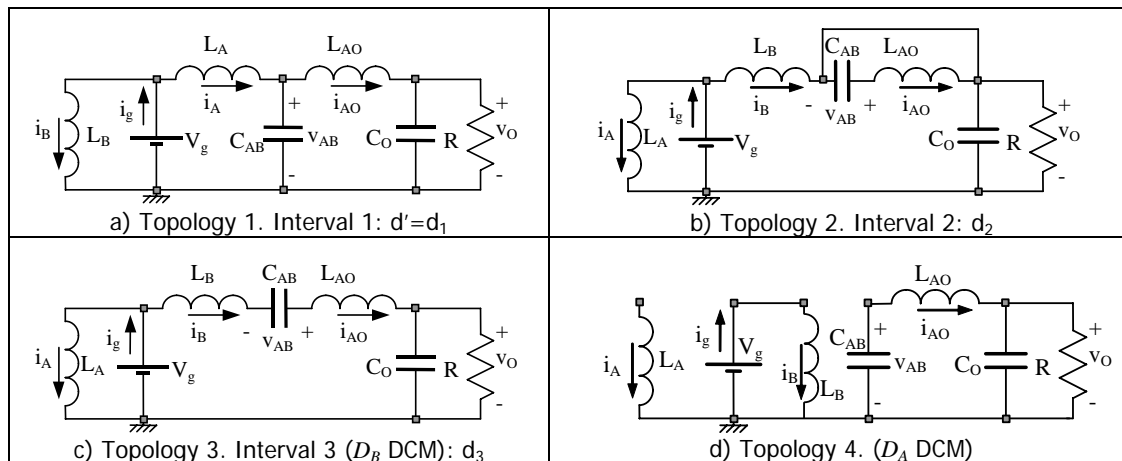 L_A
L_AO
i_A
i_AO
i_g
i_B
L_B
V_g
+
C_AB
v_AB
-
C_O
R
+
v_O
-
a) Topology 1. Interval 1: d'=d_1
C_AB
L_B
L_AO
i_B
-
v_AB
+
i_AO
i_g
i_A
L_A
V_g
C_O
R
+
v_O
-
b) Topology 2. Interval 2: d_2
L_B
C_AB
L_AO
i_B
-
v_AB
+
i_AO
i_g
i_A
L_A
V_g
C_O
R
+
v_O
-
c) Topology 3. Interval 3 (D_B DCM): d_3
L_AO
i_AO
i_A
L_A
i_g
V_g
i_B
L_B
C_AB
+
v_AB
-
C_O
R
+
v_O
-
d) Topology 4. (D_A DCM)